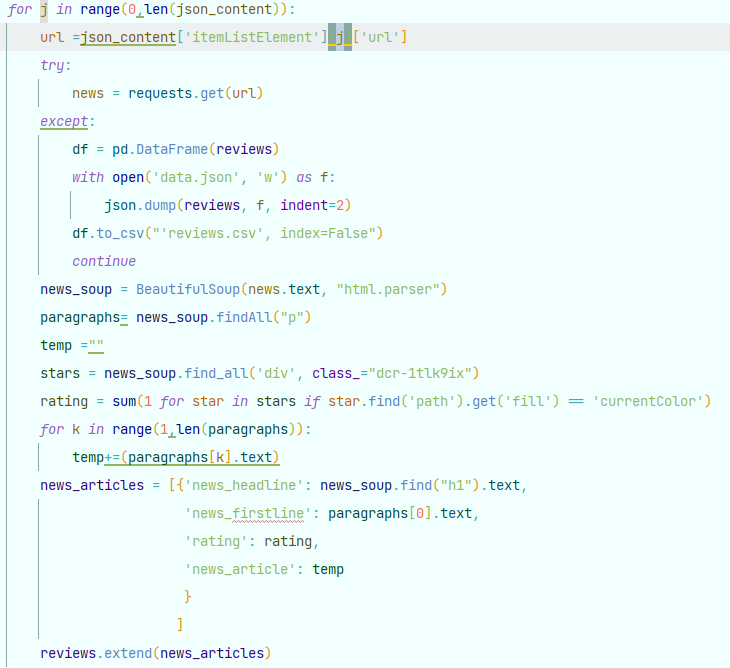 for j in range(0,len(json_content)):
    url =json_content['itemListElement'][j]['url']
    try:
        news = requests.get(url)
    except:
        df = pd.DataFrame(reviews)
        with open('data.json', 'w') as f:
            json.dump(reviews, f, indent=2)
        df.to_csv("'reviews.csv', index=False")
        continue
    news_soup = BeautifulSoup(news.text, "html.parser")
    paragraphs= news_soup.findAll("p")
    temp =""
    stars = news_soup.find_all('div', class_="dcr-1tlk9ix")
    rating = sum(1 for star in stars if star.find('path').get('fill') == 'currentColor')
    for k in range(1,len(paragraphs)):
        temp+=(paragraphs[k].text)
    news_articles = [{'news_headline': news_soup.find("h1").text,
                      'news_firstline': paragraphs[0].text,
                      'rating': rating,
                      'news_article': temp
                      }
                     ]
    reviews.extend(news_articles)